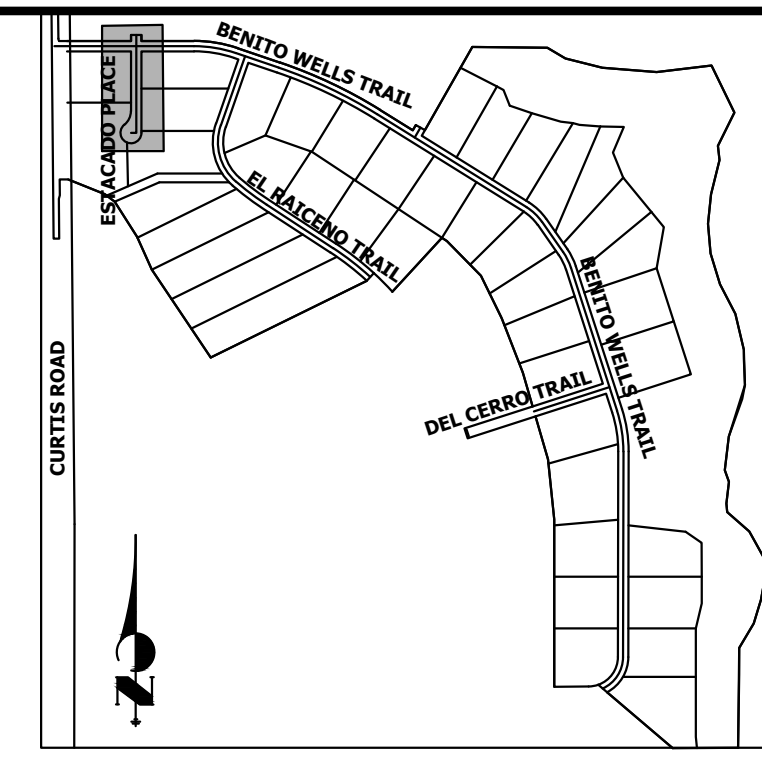 BENITO WELLS TRAIL
ESTACADO PLACE
EL RAICENO TRAIL
BENITO WELLS TRAIL
CURTIS ROAD
DEL CERRO TRAIL
N